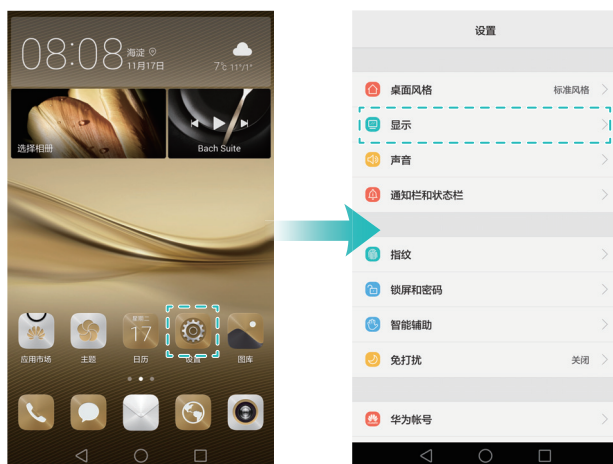 08:08
海淀
11月17日
7℃ 11°/1°
选择相册
Bach Suite
星期二
17
应用市场
主题
日历
设置
图库
设置
桌面风格
标准风格
显示
声音
通知栏和状态栏
指纹
锁屏和密码
智能辅助
免打扰
关闭
华为帐号